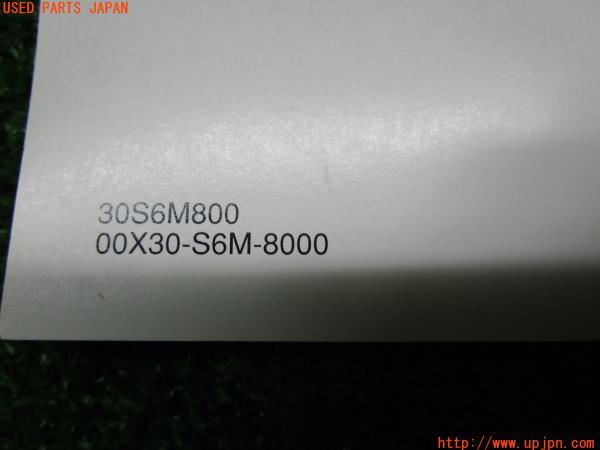 USED PARTS JAPAN
30S6M800
00X30-S6M-8000
http://www.upjpn.com/